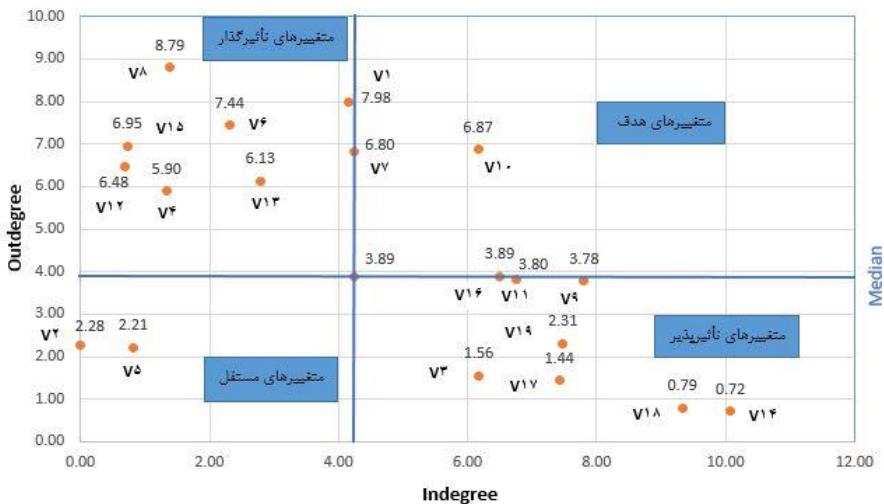 10.00
9.00
8.00
7.00
6.00
5.00
4.00
3.00
2.00
1.00
0.00
Outdegree
متغییرهای تأثیرگذار
متغییرهای هدف
متغییرهای مستقل
متغییرهای تأثیرپذیر
8.79
V۸
7.98
V۱
7.44
V۶
6.95
V۱۵
6.80
V۷
6.87
V۱۰
6.48
V۱۲
5.90
V۴
6.13
V۱۳
3.89
3.89
V۱۶
3.80
V۱۱
3.78
V۹
Median
2.28
V۲
2.21
V۵
2.31
V۱۹
1.56
V۳
1.44
V۱۷
0.79
V۱۸
0.72
V۱۴
0.00 2.00 4.00 6.00 8.00 10.00 12.00
Indegree